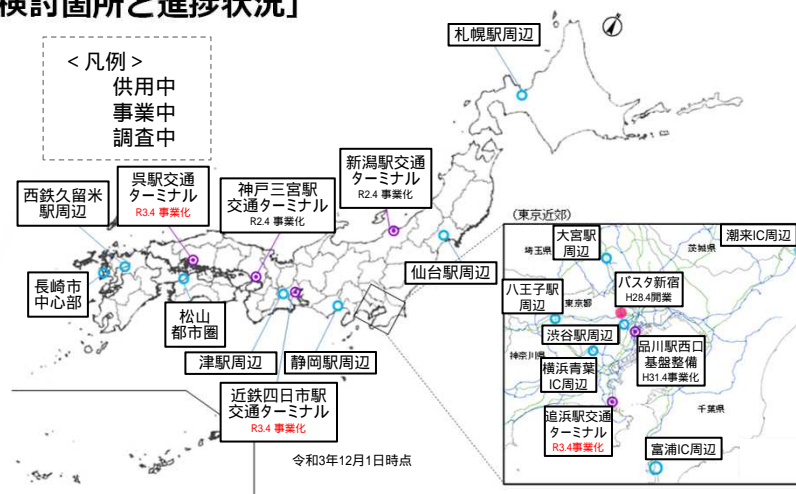 検討箇所と進捗状況」
<凡例>
供用中
事業中
調査中
札幌駅周辺
新潟駅交通
ターミナル
R2.4 事業化
神戸三宮駅
交通ターミナル
R2.4 事業化
呉駅交通
ターミナル
R3.4 事業化
西鉄久留米
駅周辺
長崎市
中心部
松山
都市圏
津駅周辺
静岡駅周辺
近鉄四日市駅
交通ターミナル
R3.4 事業化
仙台駅周辺
令和3年12月1日時点
(東京近郊)
大宮駅
周辺
埼玉県
茨城県
潮来IC周辺
八王子駅
周辺
東京都
バスタ新宿
H28.4開業
渋谷駅周辺
神奈川県
品川駅西口
基盤整備
H31.4事業化
横浜青葉
IC周辺
追浜駅交通
ターミナル
R3.4事業化
千葉県
富浦IC周辺